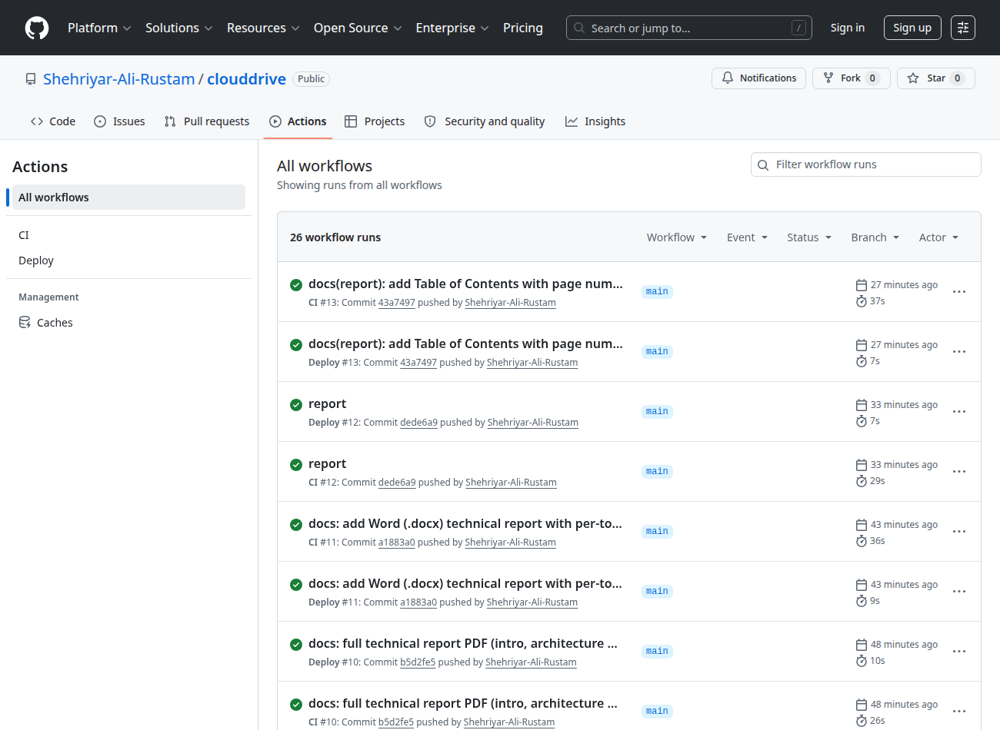 Platform
Solutions
Resources
Open Source
Enterprise
Pricing
Search or jump to...
/
Sign in
Sign up
Shehriyar-Ali-Rustam / clouddrive
Public
Notifications
Fork 0
Star 0
Code
Issues
Pull requests
Actions
Projects
Security and quality
Insights
Actions
All workflows
CI
Deploy
Management
Caches
All workflows
Showing runs from all workflows
Filter workflow runs
26 workflow runs
Workflow
Event
Status
Branch
Actor
docs(report): add Table of Contents with page num...
CI #13: Commit 43a7497 pushed by Shehriyar-Ali-Rustam
main
27 minutes ago
37s
docs(report): add Table of Contents with page num...
Deploy #13: Commit 43a7497 pushed by Shehriyar-Ali-Rustam
main
27 minutes ago
7s
report
Deploy #12: Commit dede6a9 pushed by Shehriyar-Ali-Rustam
main
33 minutes ago
7s
report
CI #12: Commit dede6a9 pushed by Shehriyar-Ali-Rustam
main
33 minutes ago
29s
docs: add Word (.docx) technical report with per-to...
CI #11: Commit a1883a0 pushed by Shehriyar-Ali-Rustam
main
43 minutes ago
36s
docs: add Word (.docx) technical report with per-to...
Deploy #11: Commit a1883a0 pushed by Shehriyar-Ali-Rustam
main
43 minutes ago
9s
docs: full technical report PDF (intro, architecture ...
Deploy #10: Commit b5d2fe5 pushed by Shehriyar-Ali-Rustam
main
48 minutes ago
10s
docs: full technical report PDF (intro, architecture ...
CI #10: Commit b5d2fe5 pushed by Shehriyar-Ali-Rustam
main
48 minutes ago
26s